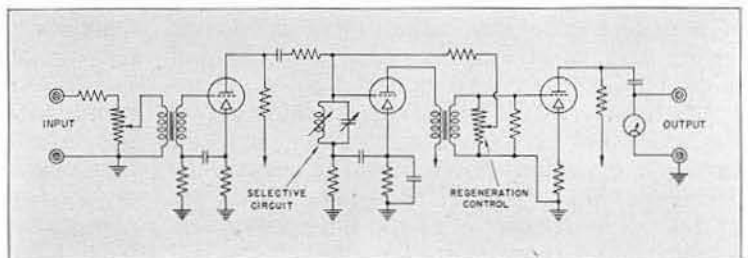 INPUT
SELECTIVE
CIRCUIT
REGENERATION
CONTROL
OUTPUT